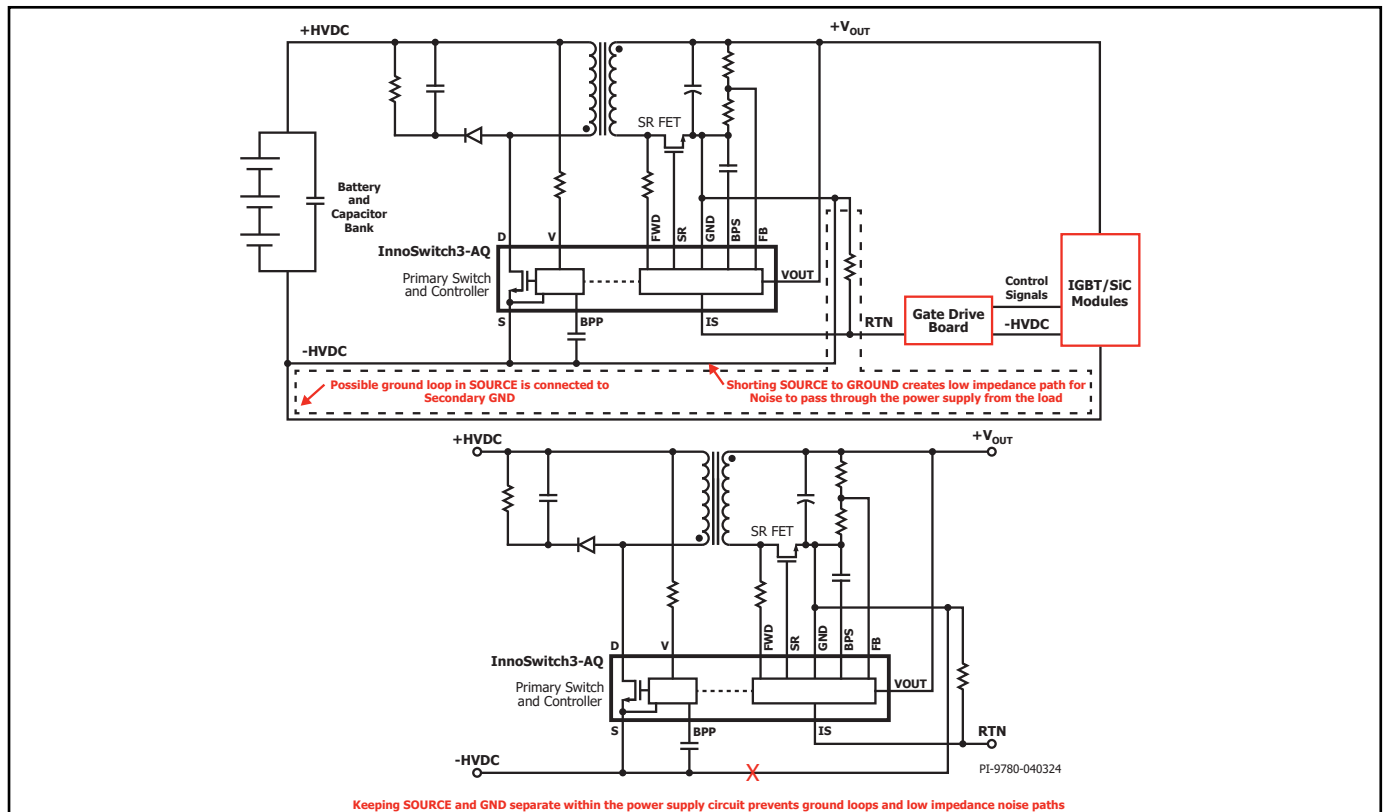 +HVDC
+VOUT
SR FET
Battery
and
Capacitor
Bank
D
V
FWD
SR
GND
BPS
FB
InnoSwitch3-AQ
VOUT
Primary Switch
and Controller
Control
Signals
IGBT/SiC
Modules
S
BPP
IS
RTN
Gate Drive
Board
-HVDC
-HVDC
Possible ground loop in SOURCE is connected to
Secondary GND
Shorting SOURCE to GROUND creates low impedance path for
Noise to pass through the power supply from the load
+HVDC
+VOUT
SR FET
D
V
FWD
SR
GND
BPS
FB
InnoSwitch3-AQ
VOUT
Primary Switch
and Controller
S
BPP
IS
RTN
-HVDC
X
PI-9780-040324
Keeping SOURCE and GND separate within the power supply circuit prevents ground loops and low impedance noise paths